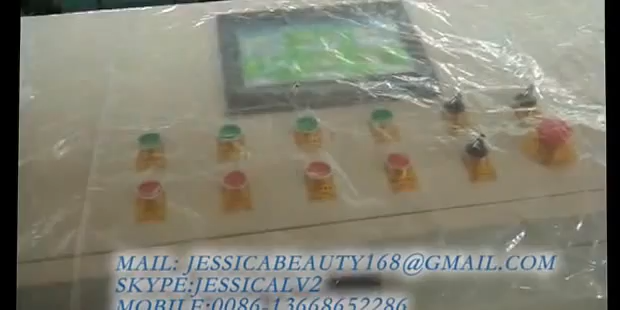 MAIL: JESSICABEAUTY168@GMAIL.COM
SKYPE:JESSICALV2
MOBILE:0086-13668652286